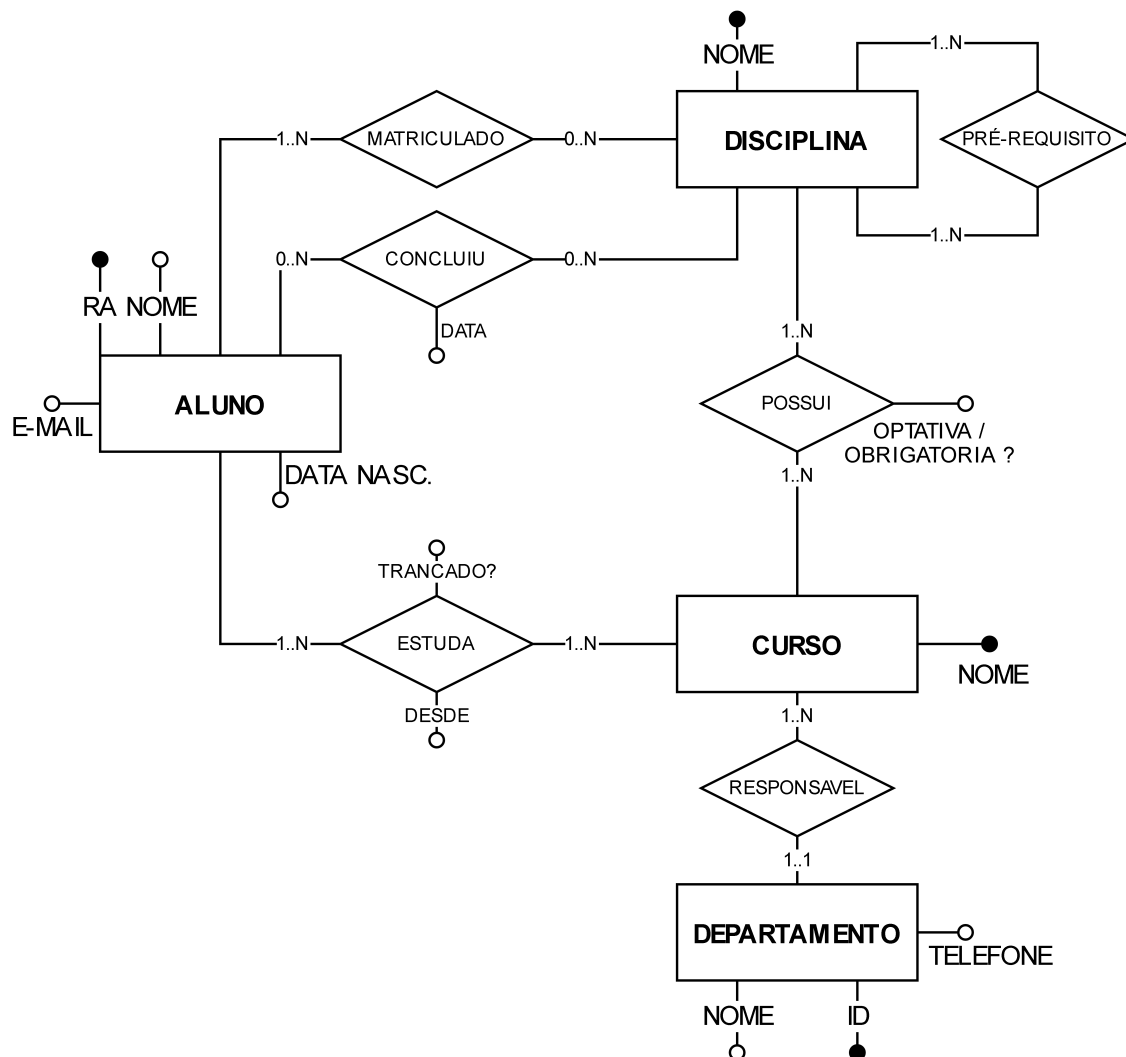 NOME
1..N
MATRICULADO
1..N
0..N
DISCIPLINA
PRÉ-REQUISITO
1..N
CONCLUIU
0..N
0..N
DATA
RA
NOME
ALUNO
E-MAIL
DATA NASC.
1..N
POSSUI
1..N
OPTATIVA /
OBRIGATORIA ?
TRANCADO?
ESTUDA
1..N
1..N
DESDE
CURSO
NOME
1..N
RESPONSAVEL
1..1
DEPARTAMENTO
TELEFONE
NOME
ID